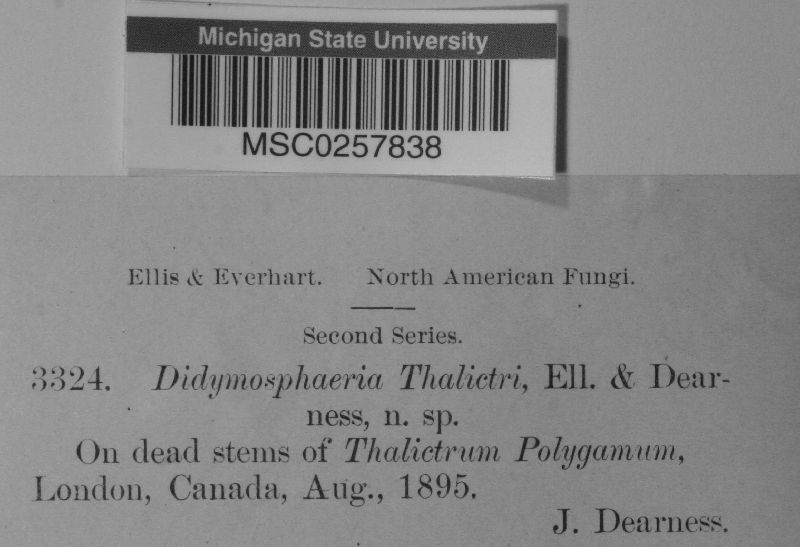 Michigan State University
MSC0257838
Ellis & Everhart. North American Fungi.
Second Series.
3324. Didymosphaeria Thalictri, Ell. & Dear-
ness, n. sp.
On dead stems of Thalictrum Polygamum,
London, Canada, Aug., 1895.
J. Dearness.